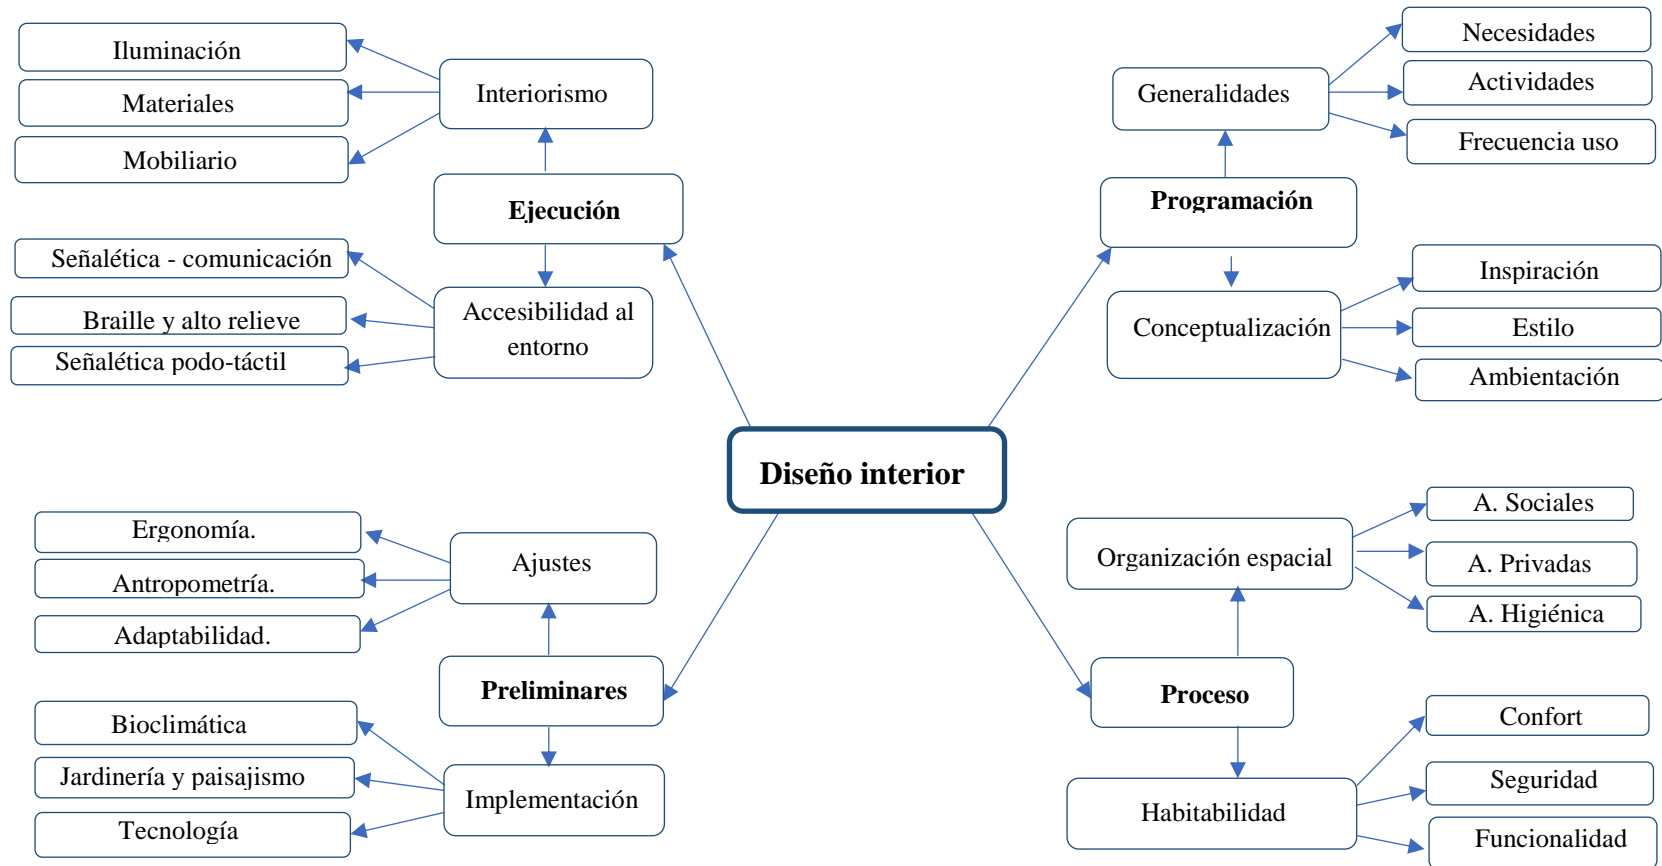 Iluminación
Materiales
Mobiliario
Interiorismo
Ejecución
Señalética - comunicación
Braille y alto relieve
Señalética podo-táctil
Accesibilidad al
entorno
Necesidades
Actividades
Frecuencia uso
Generalidades
Programación
Inspiración
Estilo
Ambientación
Conceptualización
Diseño interior
Ergonomía.
Antropometría.
Adaptabilidad.
Ajustes
Preliminares
Bioclimática
Jardinería y paisajismo
Tecnología
Implementación
A. Sociales
A. Privadas
A. Higiénica
Organización espacial
Proceso
Confort
Seguridad
Funcionalidad
Habitabilidad